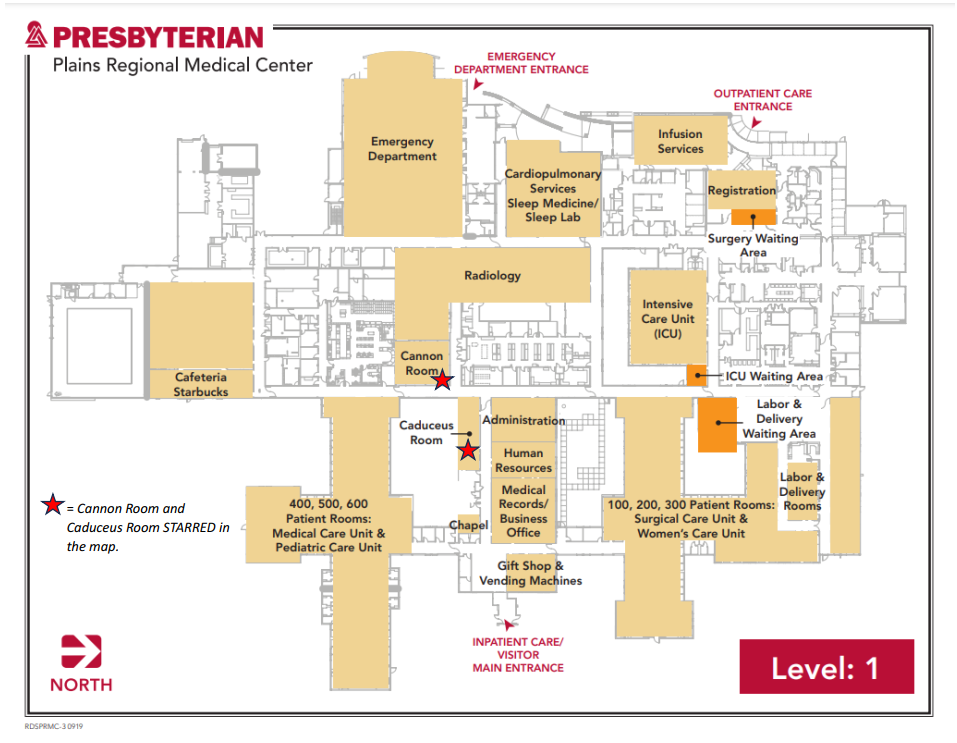 PRESBYTERIAN
Plains Regional Medical Center
EMERGENCY
DEPARTMENT ENTRANCE
OUTPATIENT CARE
ENTRANCE
Emergency
Department
Infusion
Services
Cardiopulmonary
Services
Sleep Medicine/
Sleep Lab
Registration
Surgery Waiting
Area
Radiology
Intensive
Care Unit
(ICU)
Cannon
Room
ICU Waiting Area
Cafeteria
Starbucks
Caduceus
Room
Administration
Labor &
Delivery
Waiting Area
Human
Resources
Medical
Records/
Business
Office
Labor &
Delivery
Rooms
= Cannon Room and
Caduceus Room STARRED in
the map.
400, 500, 600
Patient Rooms:
Medical Care Unit &
Pediatric Care Unit
Chapel
100, 200, 300 Patient Rooms:
Surgical Care Unit &
Women's Care Unit
Gift Shop &
Vending Machines
INPATIENT CARE/
VISITOR
MAIN ENTRANCE
NORTH
Level: 1
RDSPRMC-3 0919